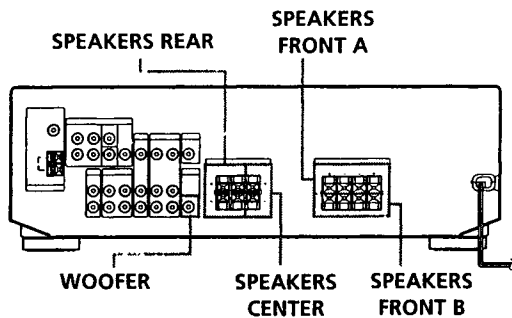 SPEAKERS REAR
SPEAKERS
FRONT A
WOOFER
SPEAKERS
CENTER
SPEAKERS
FRONT B